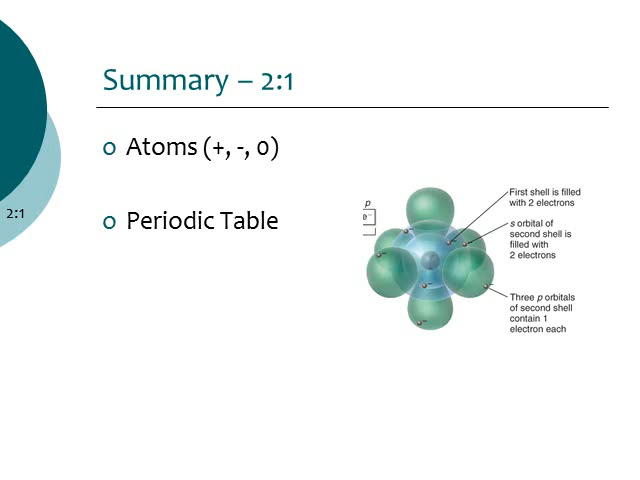 Summary – 2:1
o Atoms (+, -, 0)
2:1
o Periodic Table
p
e⁻
First shell is filled
with 2 electrons
s orbital of
second shell is
filled with
2 electrons
Three p orbitals
of second shell
contain 1
electron each